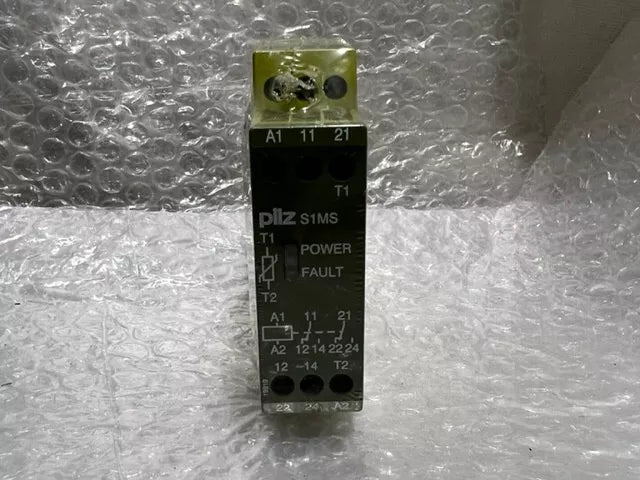 A1 11 21
T1
pilz S1MS
T1
POWER
FAULT
T2
A1 11 21
A2 12 14 22 24
12 -14 T2
22 24 A2